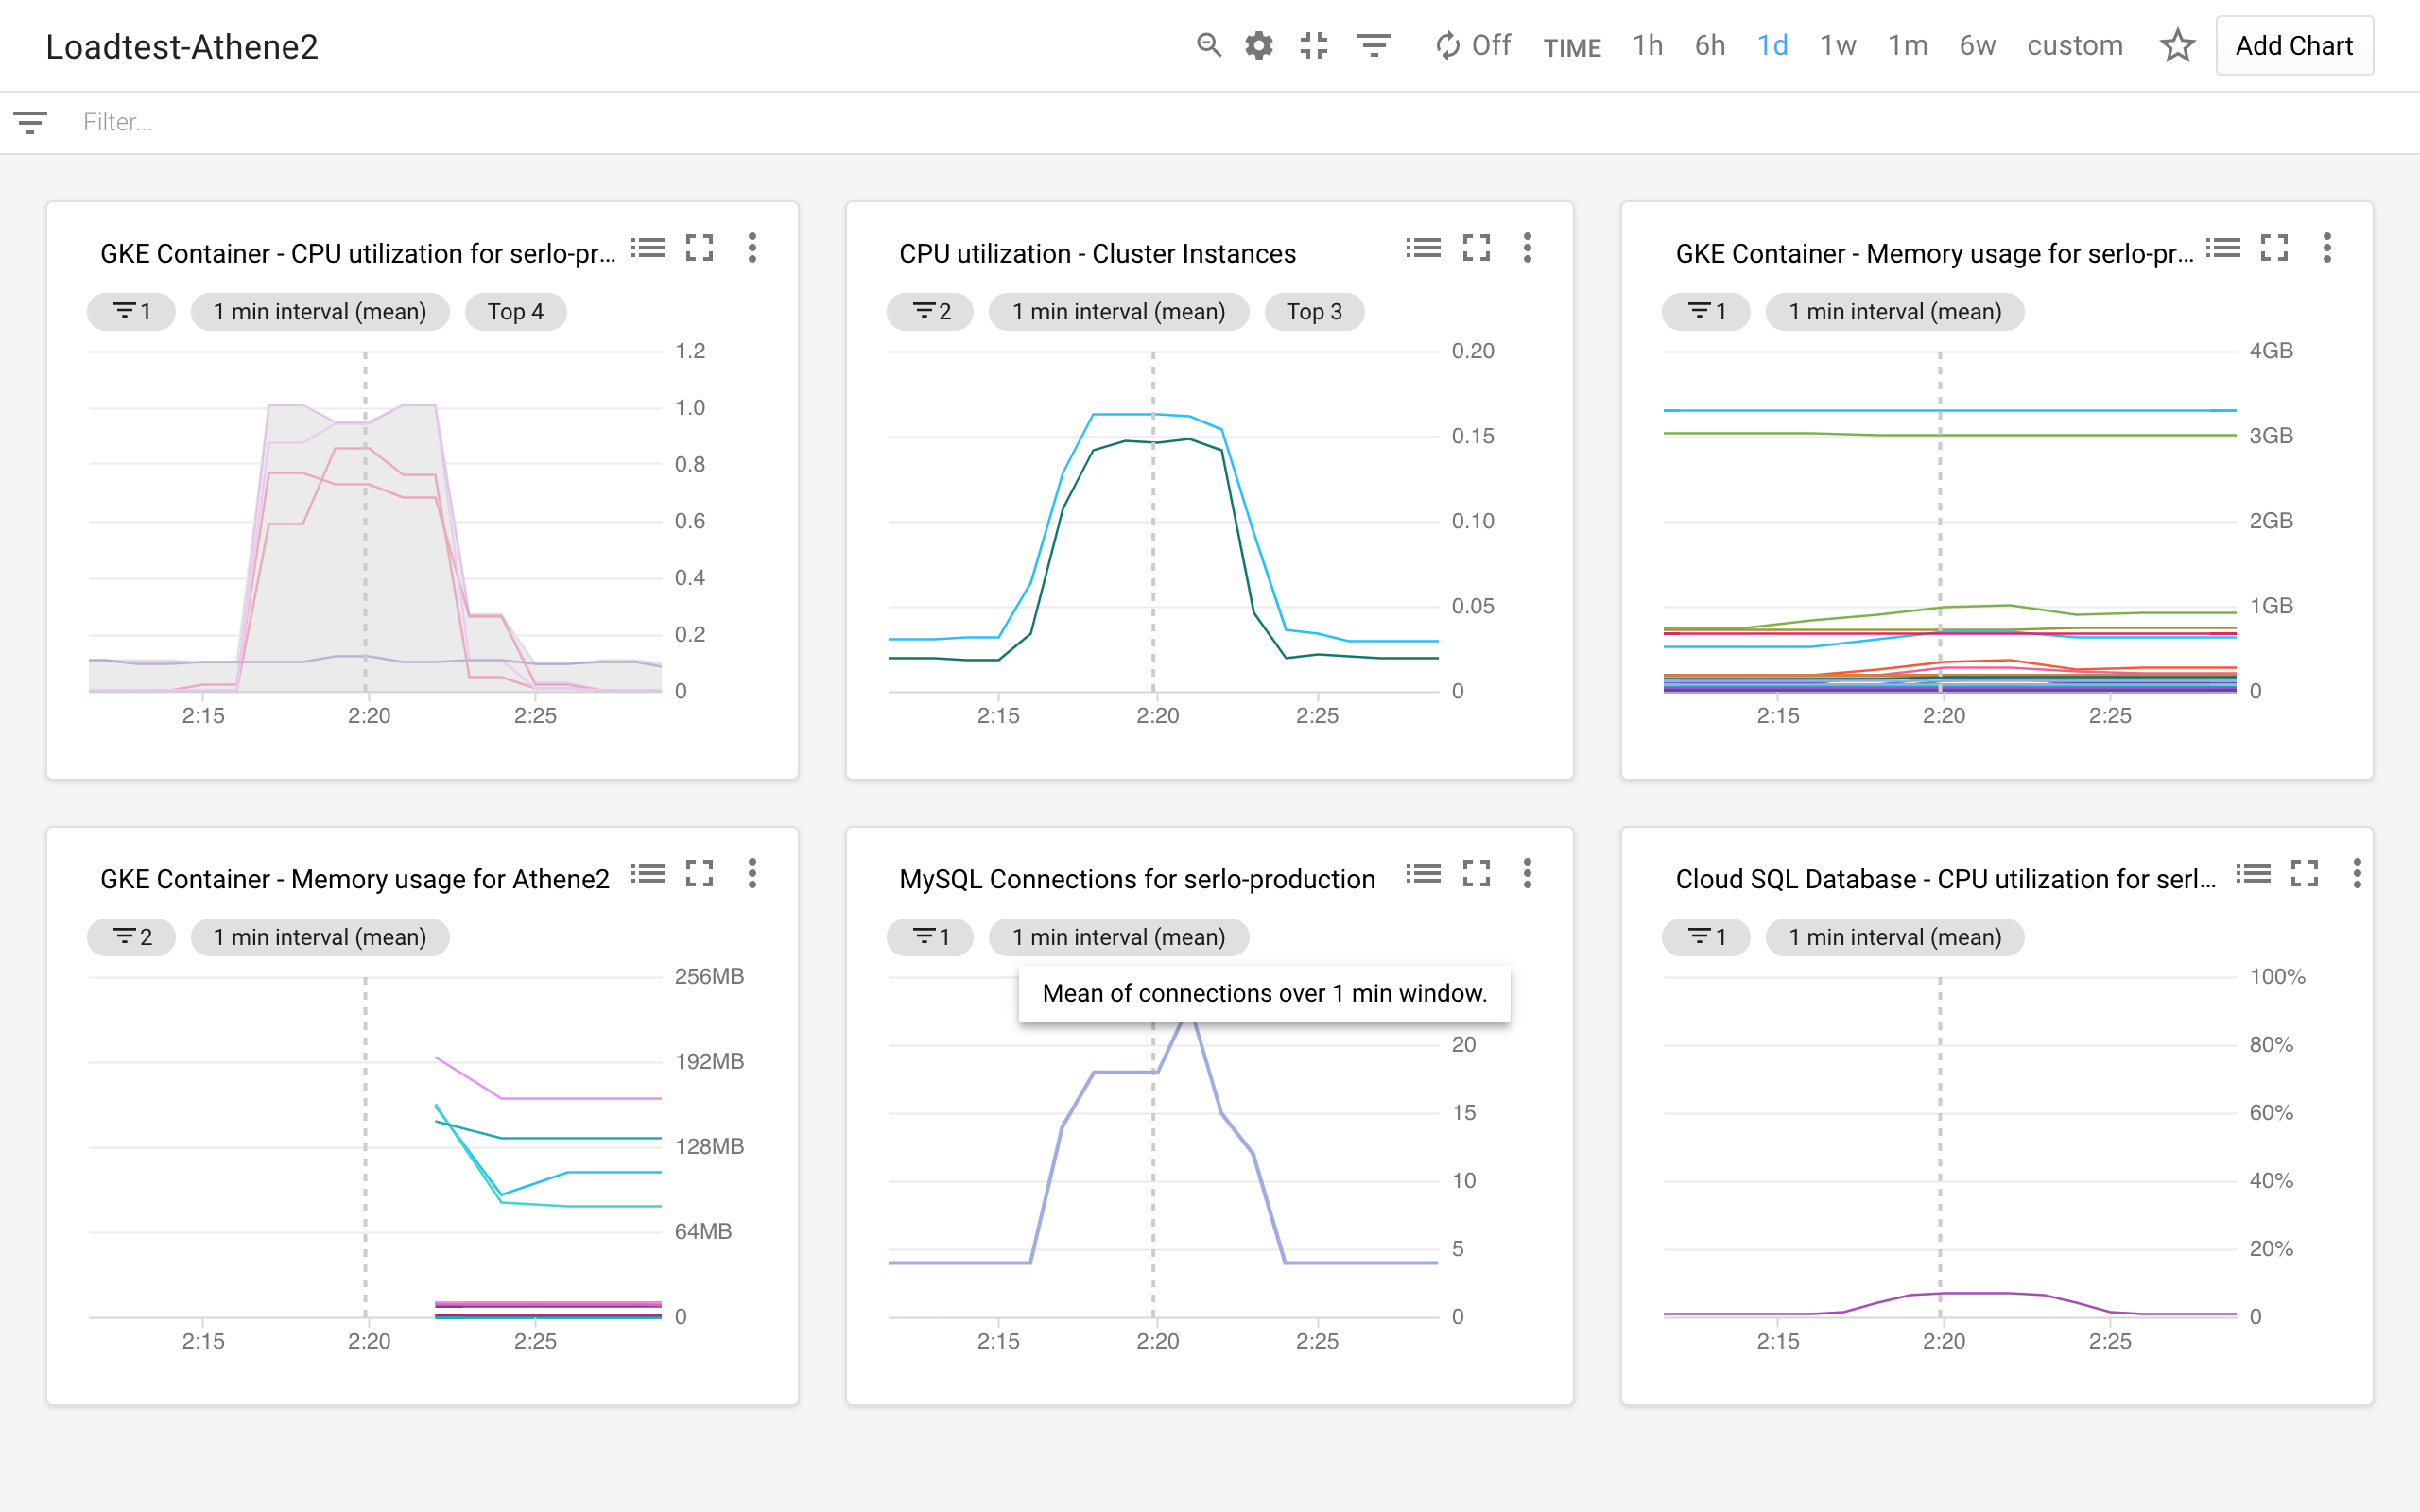 Loadtest-Athene2
Off TIME 1h 6h 1d 1w 1m 6w custom Add Chart
Filter...
GKE Container - CPU utilization for serlo-pr...
1 1 min interval (mean) Top 4
1.2
1.0
0.8
0.6
0.4
0.2
0
2:15 2:20 2:25
CPU utilization - Cluster Instances
2 1 min interval (mean) Top 3
0.20
0.15
0.10
0.05
0
2:15 2:20 2:25
GKE Container - Memory usage for serlo-pr...
1 1 min interval (mean)
4GB
3GB
2GB
1GB
0
2:15 2:20 2:25
GKE Container - Memory usage for Athene2
2 1 min interval (mean)
256MB
192MB
128MB
64MB
0
2:15 2:20 2:25
MySQL Connections for serlo-production
1 1 min interval (mean)
Mean of connections over 1 min window.
20
15
10
5
0
2:15 2:20 2:25
Cloud SQL Database - CPU utilization for serl...
1 1 min interval (mean)
100%
80%
60%
40%
20%
0
2:15 2:20 2:25